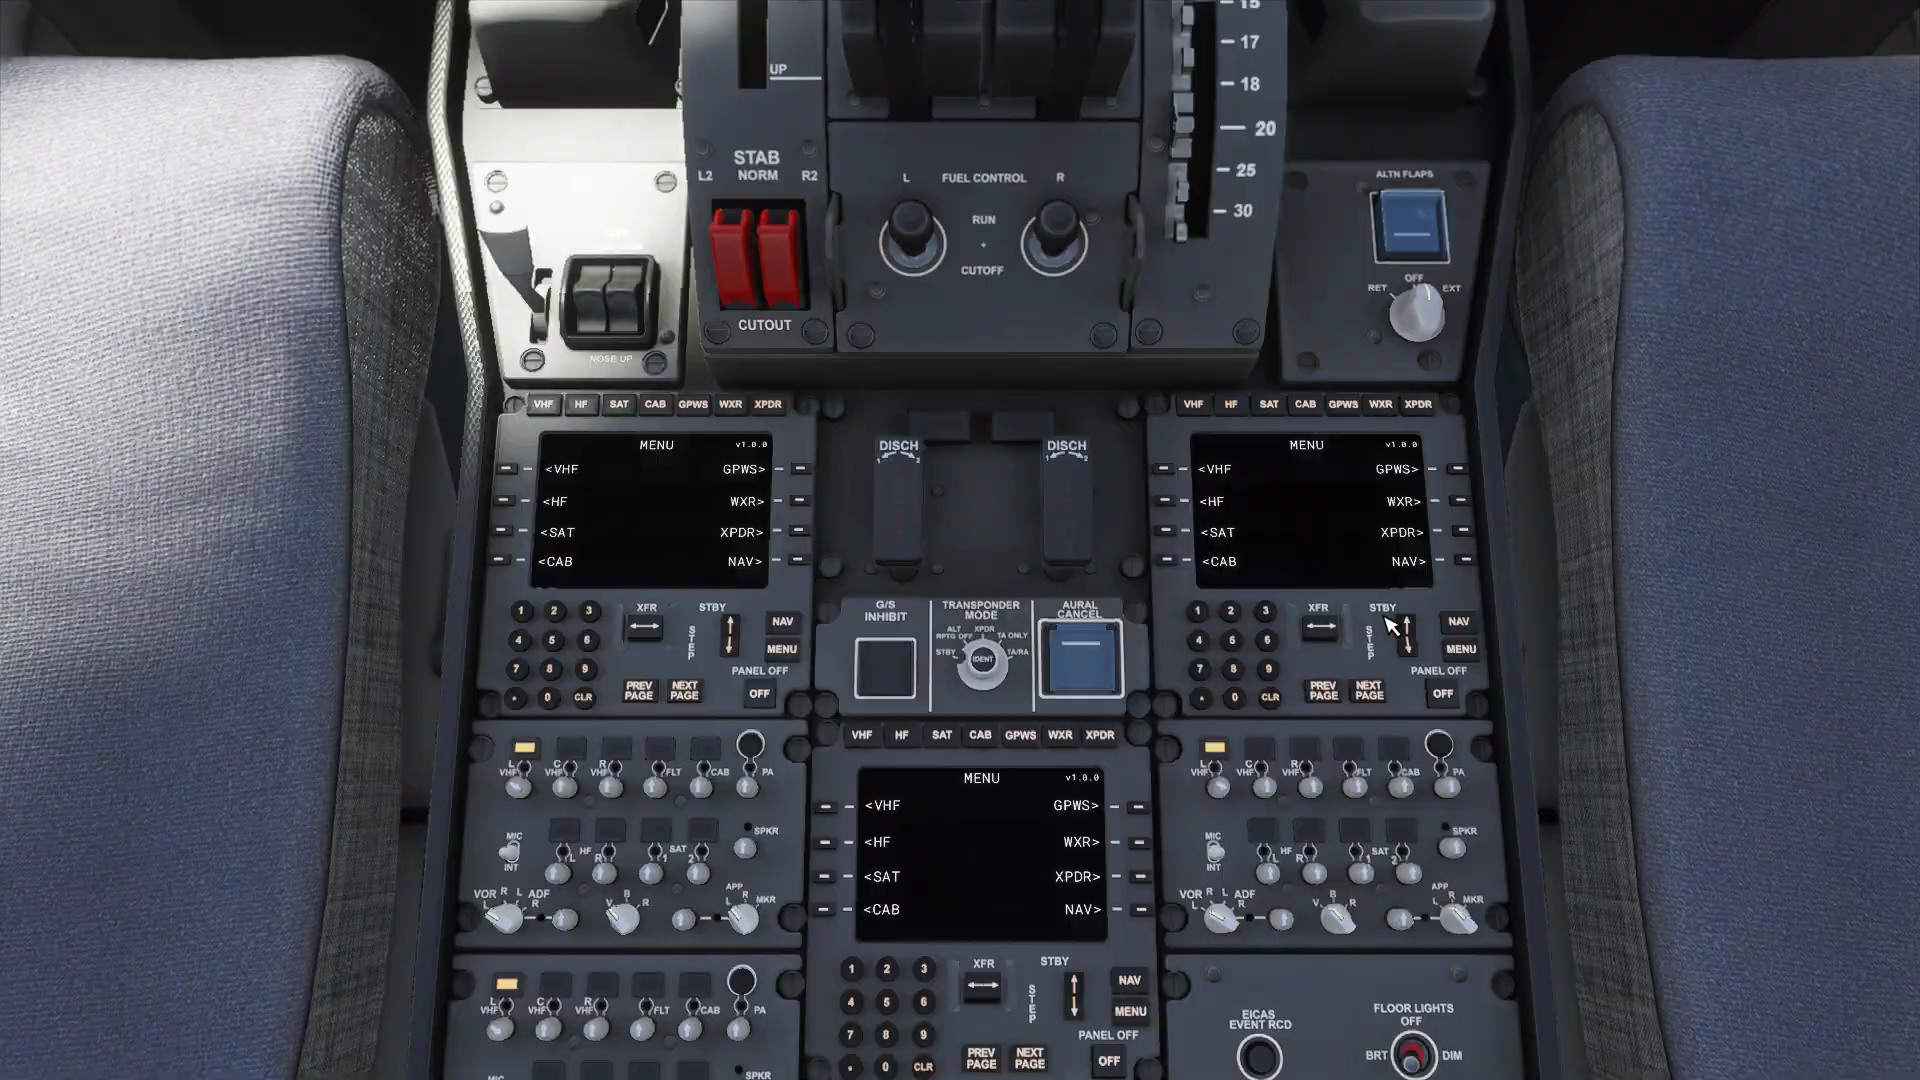 15
17
18
20
25
30
UP
STAB
L2 NORM R2
CUTOUT
L FUEL CONTROL R
RUN
CUTOFF
ALTN FLAPS
OFF
RET EXT
NOSE UP
VHF HF SAT CAB GPWS WXR XPDR
MENU v1.0.0
<VHF GPWS>
<HF WXR>
<SAT XPDR>
<CAB NAV>
1 2 3
4 5 6
7 8 9
. 0 CLR
XFR STBY
STEP
NAV
MENU
PANEL OFF
PREV PAGE
NEXT PAGE
OFF
DISCH
1 2
DISCH
1 2
G/S
INHIBIT
TRANSPONDER
MODE
ALT
RPTG OFF
XPDR
TA ONLY
STBY
TA/RA
IDENT
AURAL
CANCEL
VHF HF SAT CAB GPWS WXR XPDR
MENU v1.0.0
<VHF GPWS>
<HF WXR>
<SAT XPDR>
<CAB NAV>
1 2 3
4 5 6
7 8 9
. 0 CLR
XFR STBY
STEP
NAV
MENU
PANEL OFF
PREV PAGE
NEXT PAGE
OFF
L VHF C VHF R VHF FLT CAB PA
MIC
INT
L HF R 1 SAT 2
SPKR
VOR L R
L ADF R
V B R
APP
L R
MKR
VHF HF SAT CAB GPWS WXR XPDR
MENU v1.0.0
<VHF GPWS>
<HF WXR>
<SAT XPDR>
<CAB NAV>
1 2 3
4 5 6
7 8 9
. 0 CLR
XFR STBY
STEP
NAV
MENU
PANEL OFF
PREV PAGE
NEXT PAGE
OFF
L VHF C VHF R VHF FLT CAB PA
MIC
INT
L HF R 1 SAT 2
SPKR
VOR L R
L ADF R
V B R
APP
L R
MKR
L VHF C VHF R VHF FLT CAB PA
MIC
SPKR
EICAS
EVENT RCD
FLOOR LIGHTS
OFF
BRT DIM